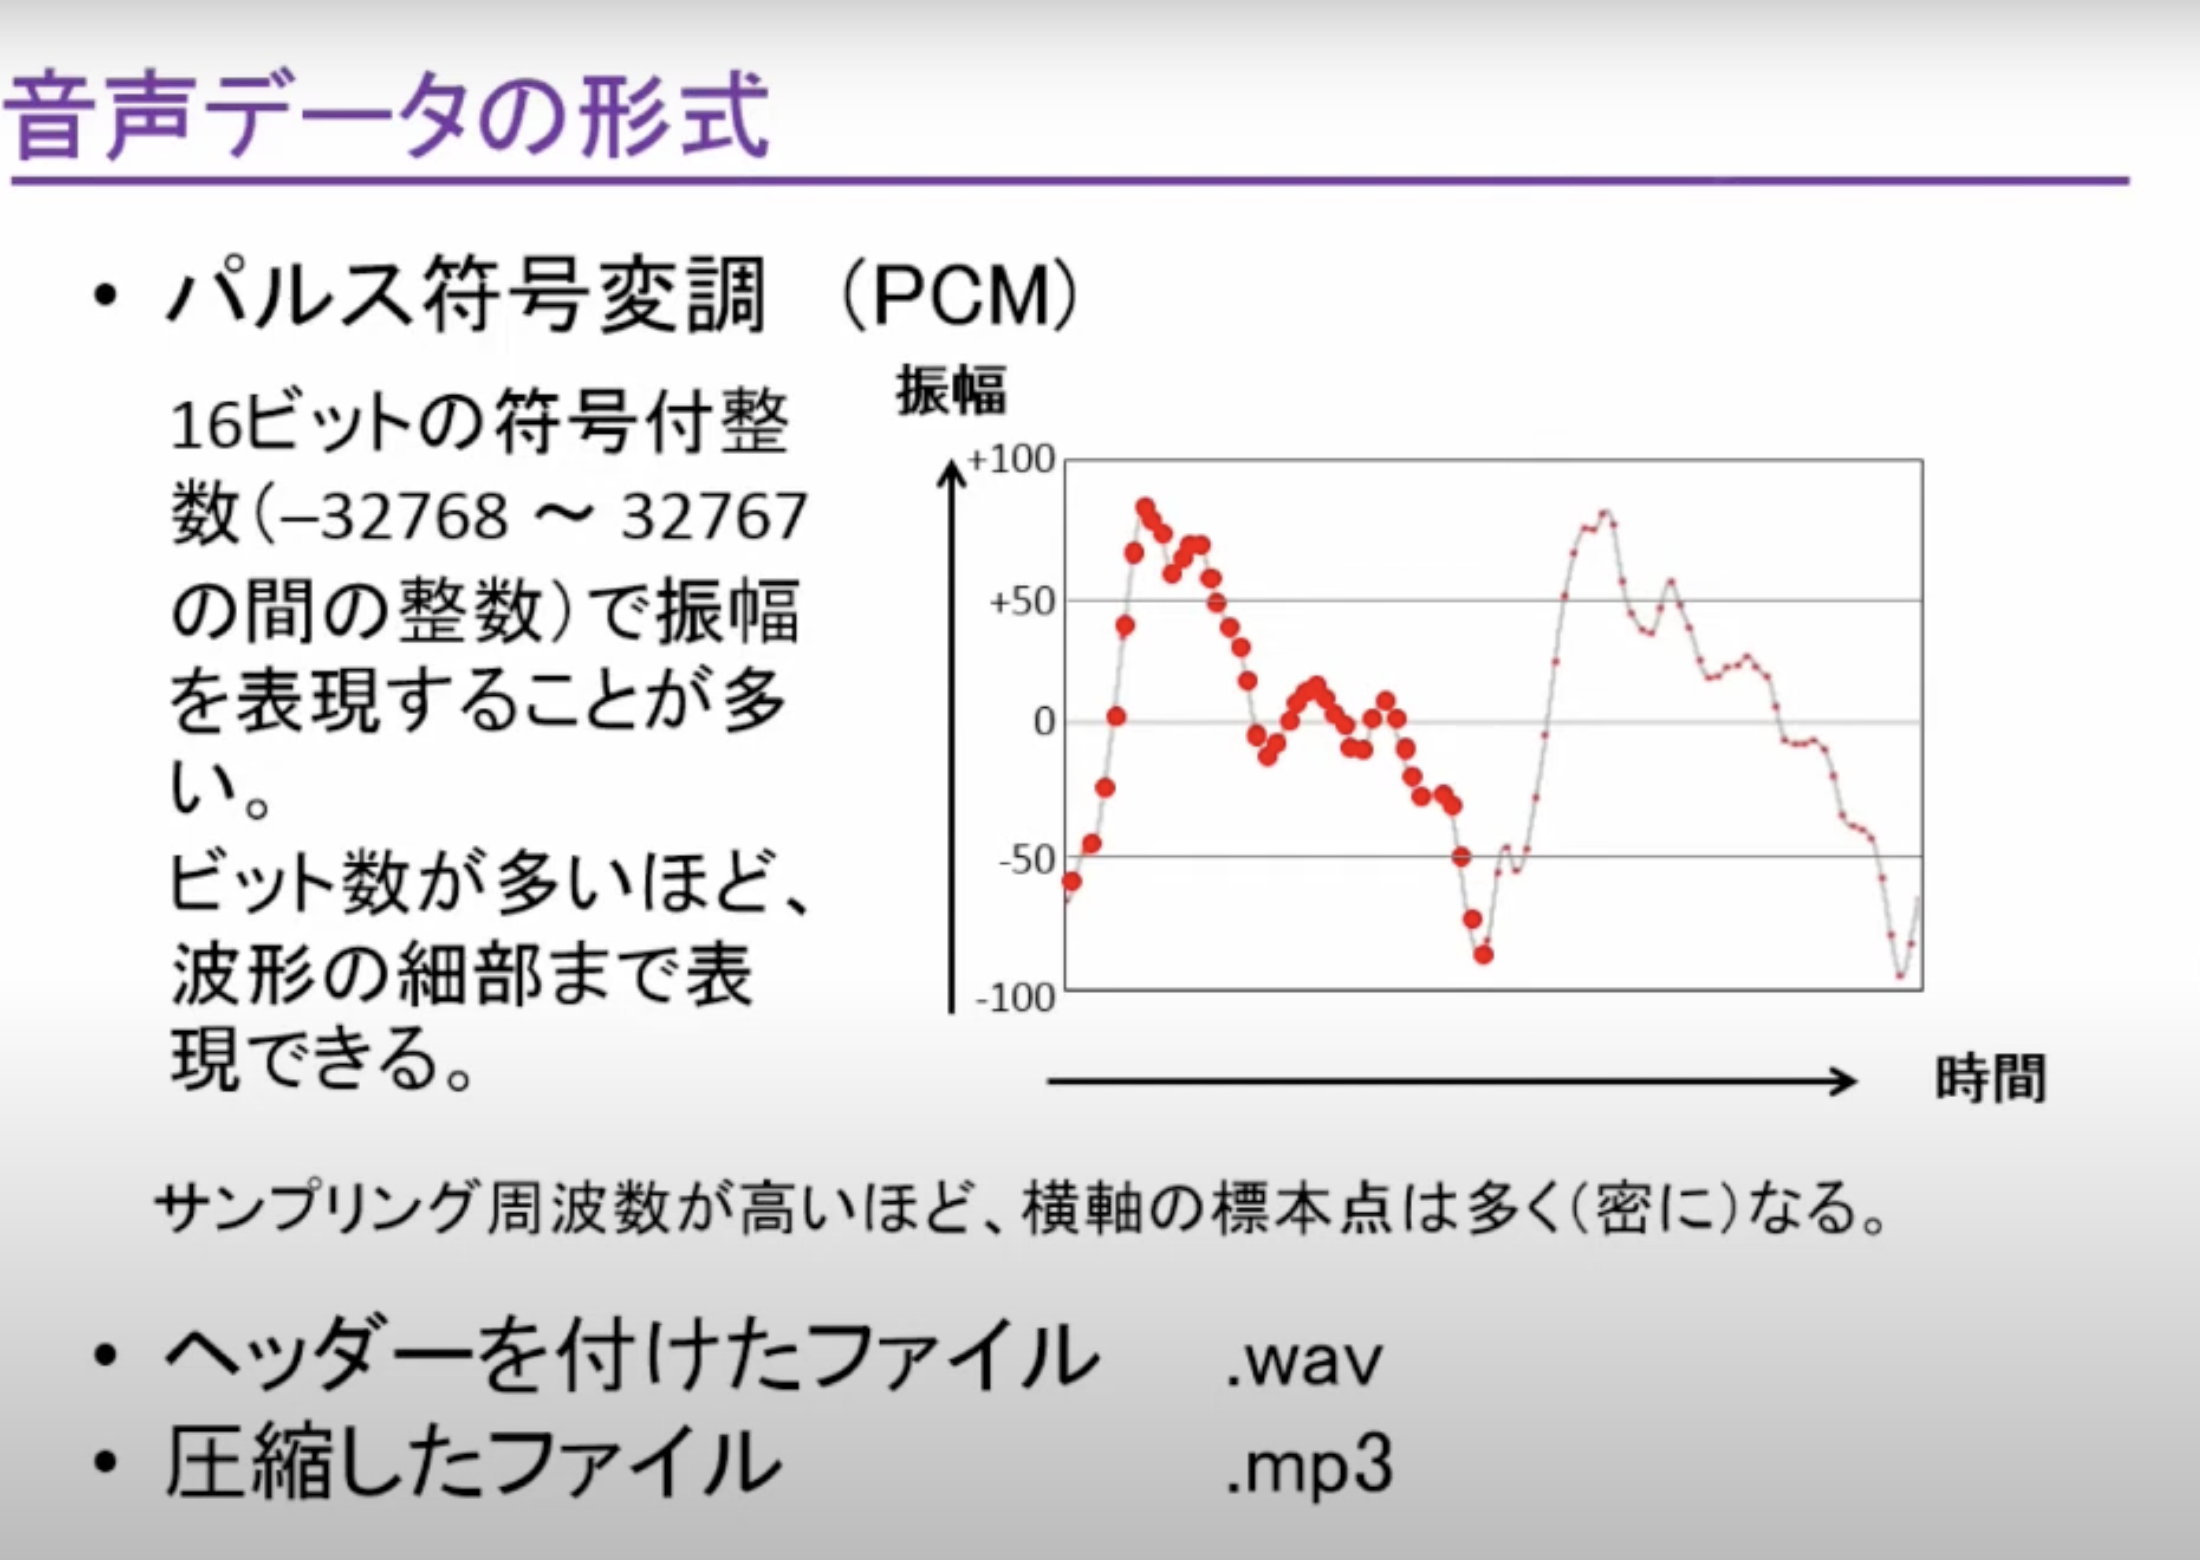 音声データの形式
• パルス符号変調 （PCM）
16ビットの符号付整
数（–32768 ～ 32767
の間の整数）で振幅
を表現することが多
い。
ビット数が多いほど、
波形の細部まで表
現できる。
振幅
+100
+50
0
-50
-100
時間
サンプリング周波数が高いほど、横軸の標本点は多く（密に）なる。
• ヘッダーを付けたファイル .wav
• 圧縮したファイル .mp3